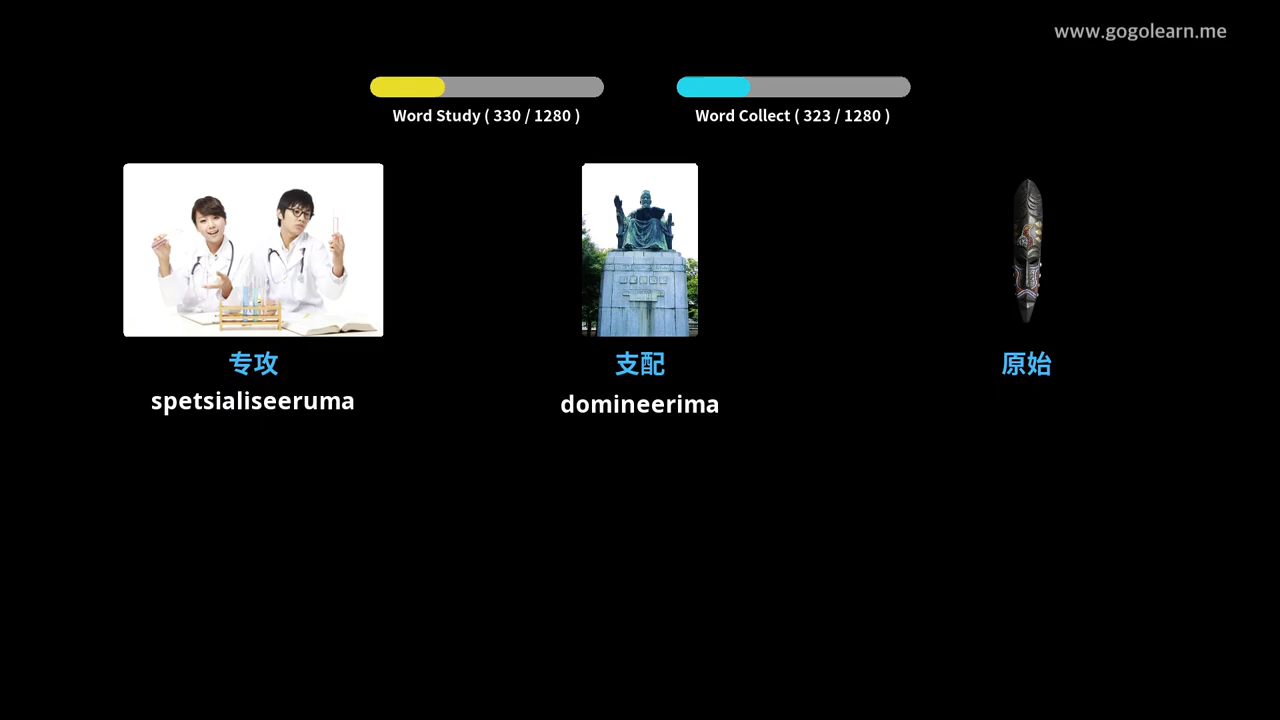 www.gogolearn.me
Word Study ( 330 / 1280 )
Word Collect ( 323 / 1280 )
专攻
支配
原始
spetsialiseeruma
domineerima